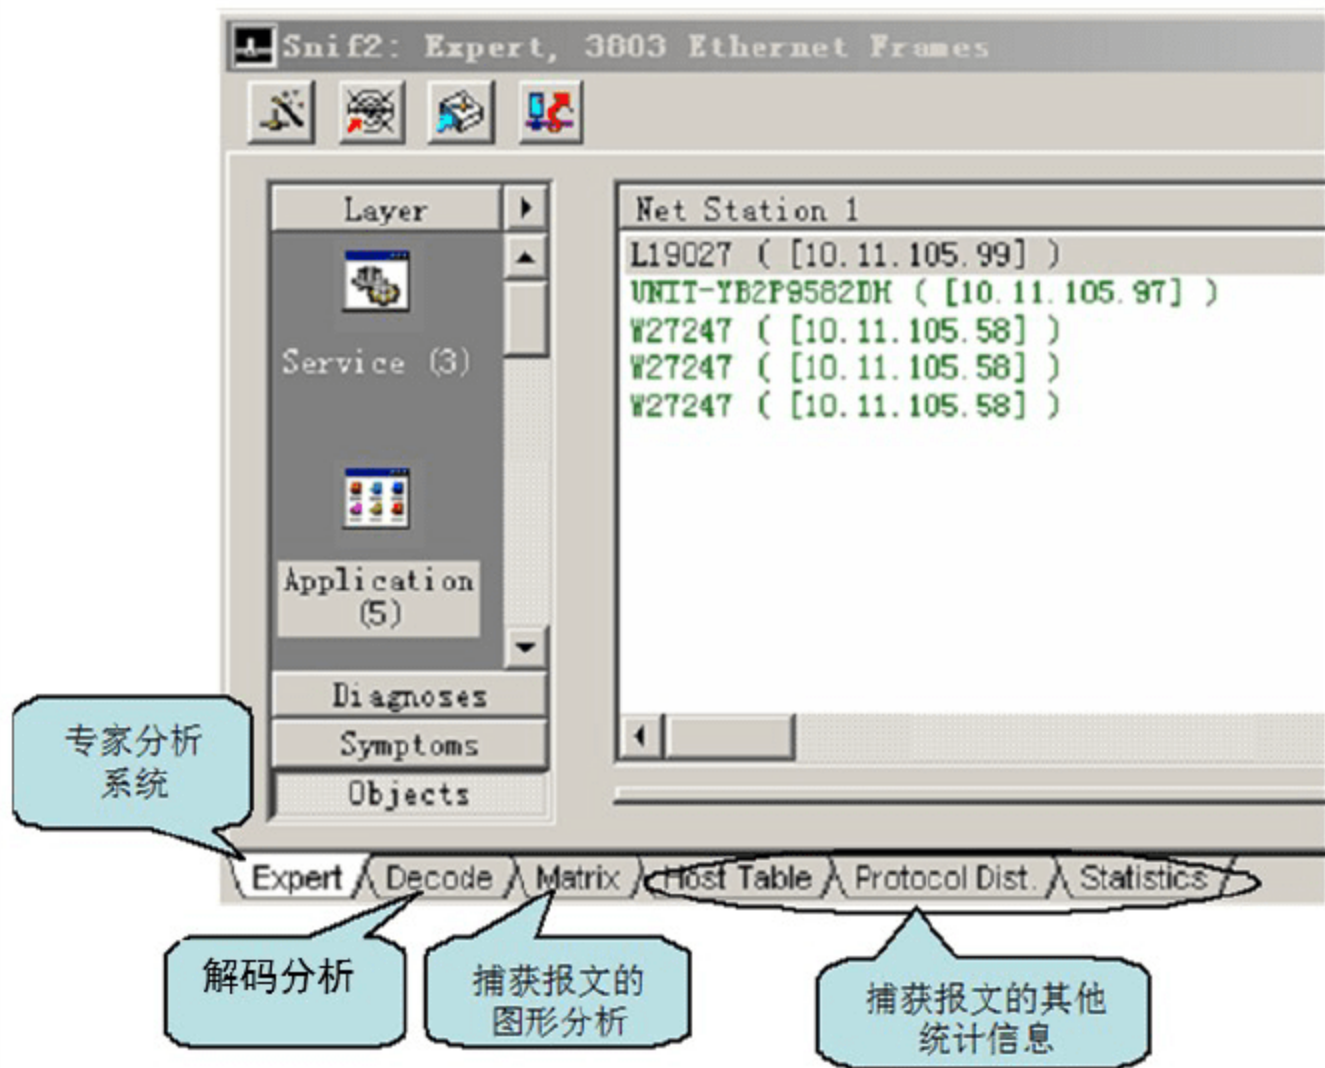 Snif2: Expert, 3803 Ethernet Frames
Layer
Service (3)
Application
(5)
Diagnoses
Symptoms
Objects
Net Station 1
L19027 ( [10.11.105.99] )
UNIT-YB2P9582DH ( [10.11.105.97] )
W27247 ( [10.11.105.58] )
W27247 ( [10.11.105.58] )
W27247 ( [10.11.105.58] )
专家分析
系统
Expert
Decode
Matrix
Host Table
Protocol Dist.
Statistics
解码分析
捕获报文的
图形分析
捕获报文的其他
统计信息